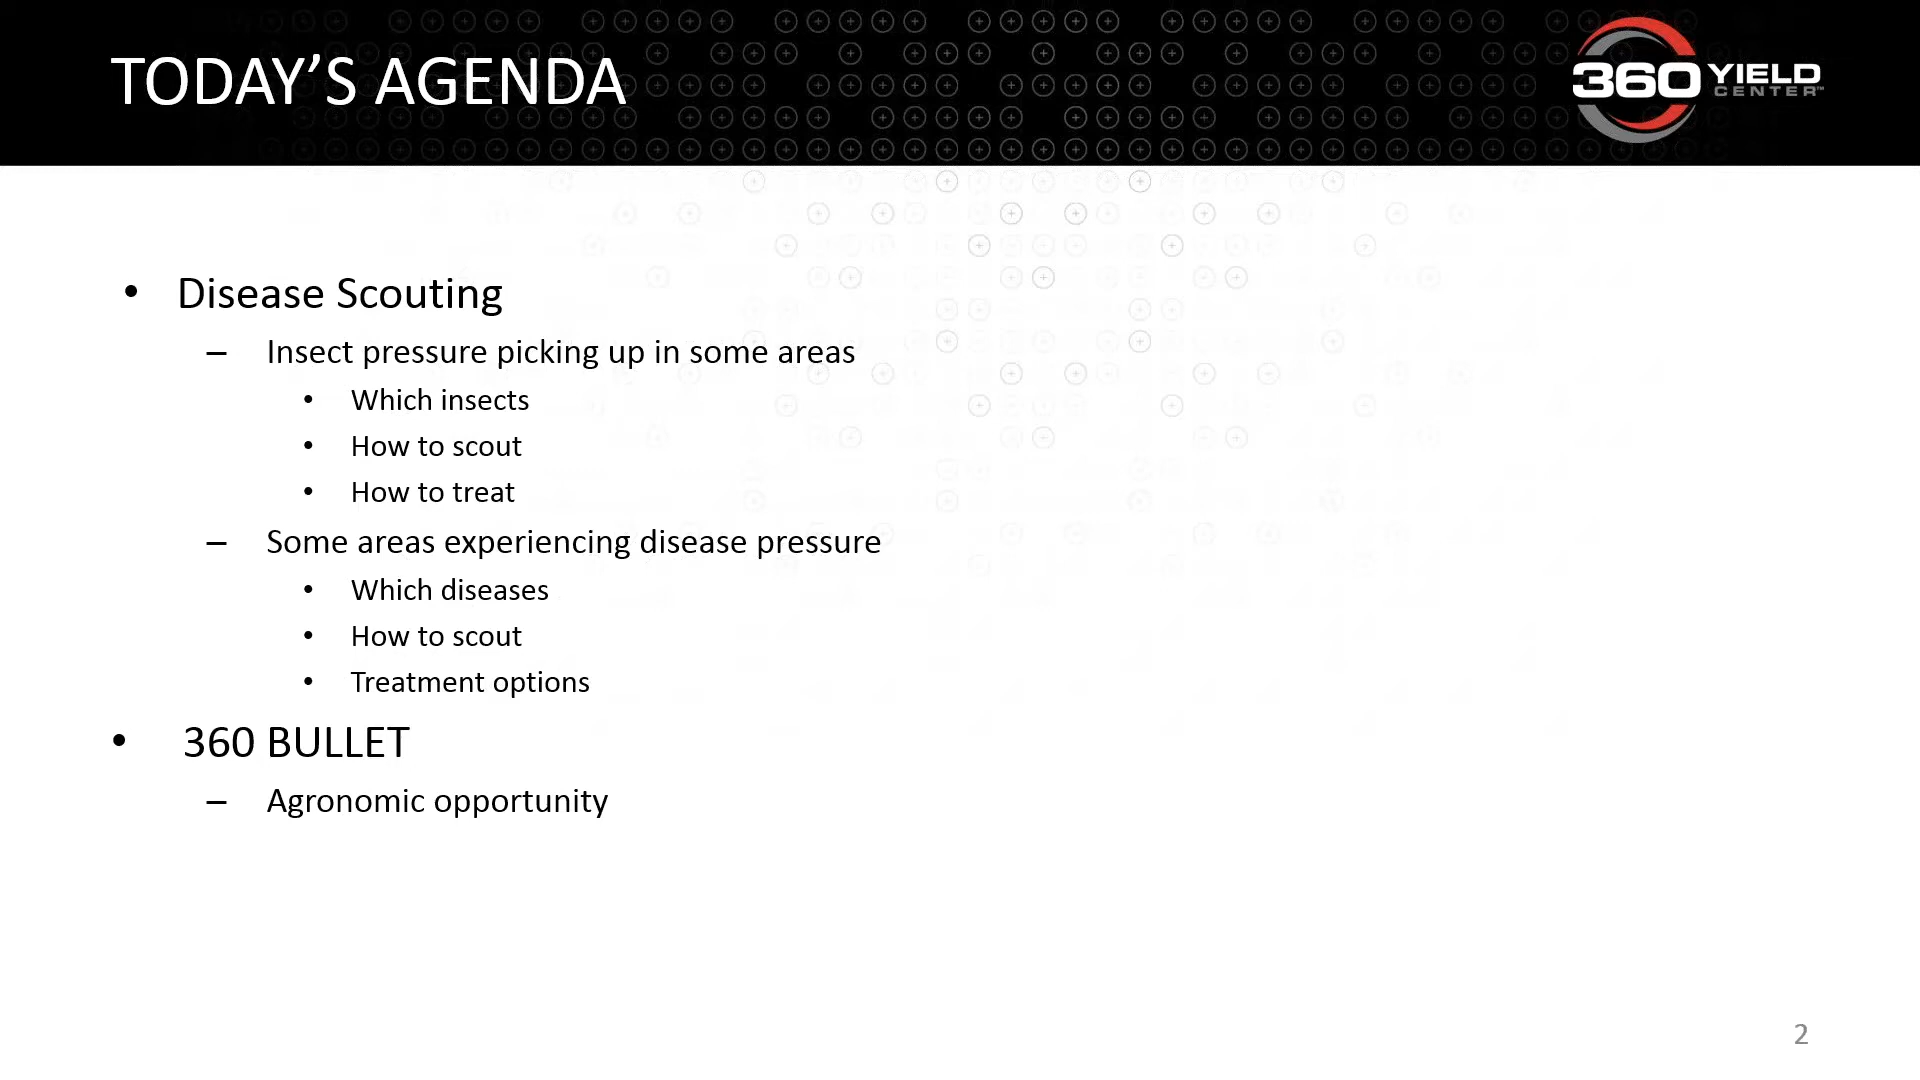 TODAY’S AGENDA
360 YIELD CENTER™
• Disease Scouting
– Insect pressure picking up in some areas
• Which insects
• How to scout
• How to treat
– Some areas experiencing disease pressure
• Which diseases
• How to scout
• Treatment options
• 360 BULLET
– Agronomic opportunity
2